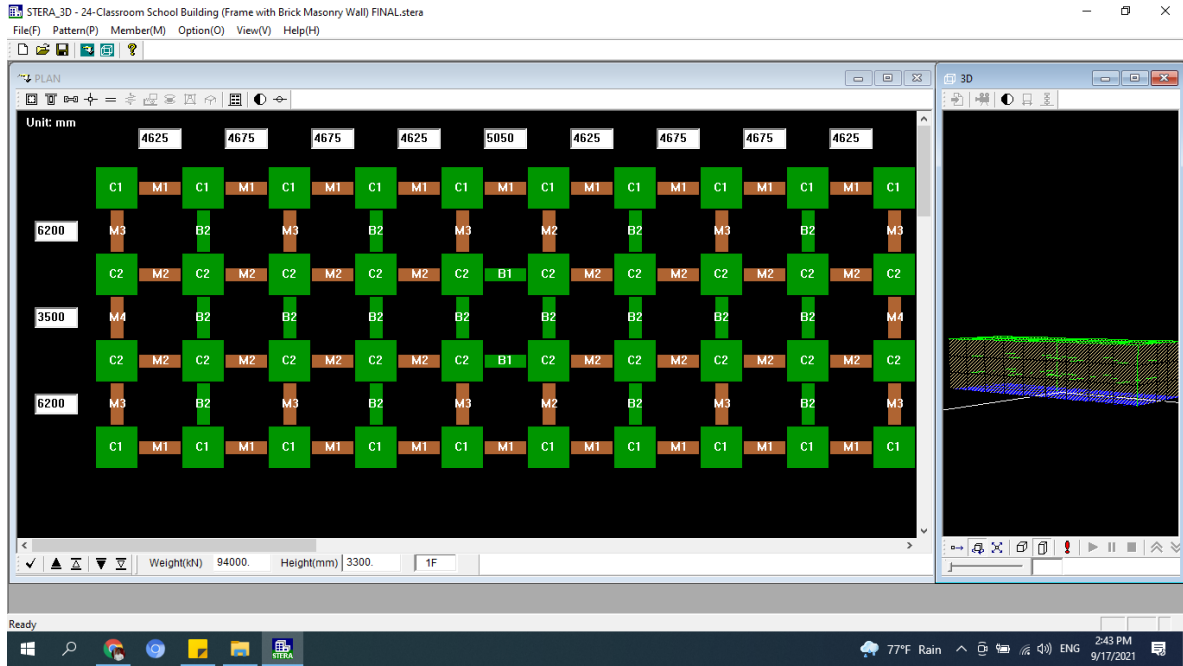 STERA_3D - 24-Classroom School Building (Frame with Brick Masonry Wall) FINAL.stera
File(F) Pattern(P) Member(M) Option(O) View(V) Help(H)
PLAN
3D
Unit: mm
4625 4675 4675 4625 5050 4625 4675 4675 4625
C1 M1 C1 M1 C1 M1 C1 M1 C1 M1 C1 M1 C1 M1 C1 M1 C1 M1 C1
6200 M3 B2 M3 B2 M3 M2 B2 M3 B2 M3
C2 M2 C2 M2 C2 M2 C2 M2 C2 B1 C2 M2 C2 M2 C2 M2 C2 M2 C2
3500 M4 B2 B2 B2 B2 B2 B2 B2 B2 M4
C2 M2 C2 M2 C2 M2 C2 M2 C2 B1 C2 M2 C2 M2 C2 M2 C2 M2 C2
6200 M3 B2 M3 B2 M3 M2 B2 M3 B2 M3
C1 M1 C1 M1 C1 M1 C1 M1 C1 M1 C1 M1 C1 M1 C1 M1 C1 M1 C1
Weight(kN) 94000. Height(mm) 3300. 1F
Ready
STERA
77°F Rain ENG 2:43 PM
9/17/2021